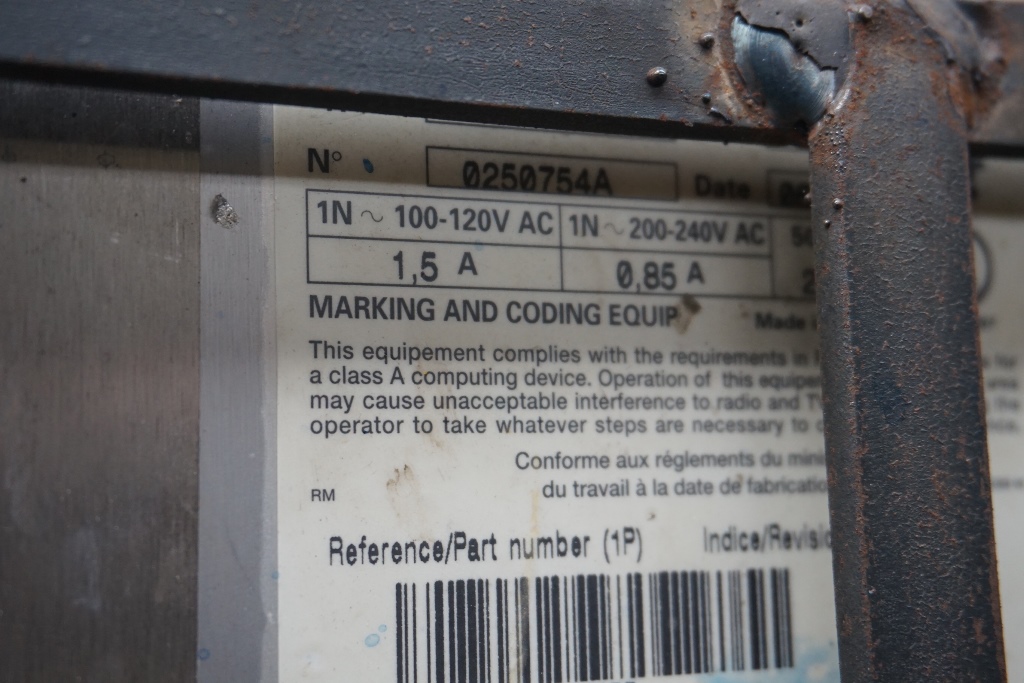 N° 0250754A Date
1N ~ 100-120V AC 1N ~ 200-240V AC
1,5 A 0,85 A
MARKING AND CODING EQUIP
Made
This equipement complies with the requirements in
a class A computing device. Operation of this
may cause unacceptable interference to radio and
operator to take whatever steps are necessary to
Conforme aux réglements du
du travail à la date de
RM
Reference/Part number (1P) Indice/